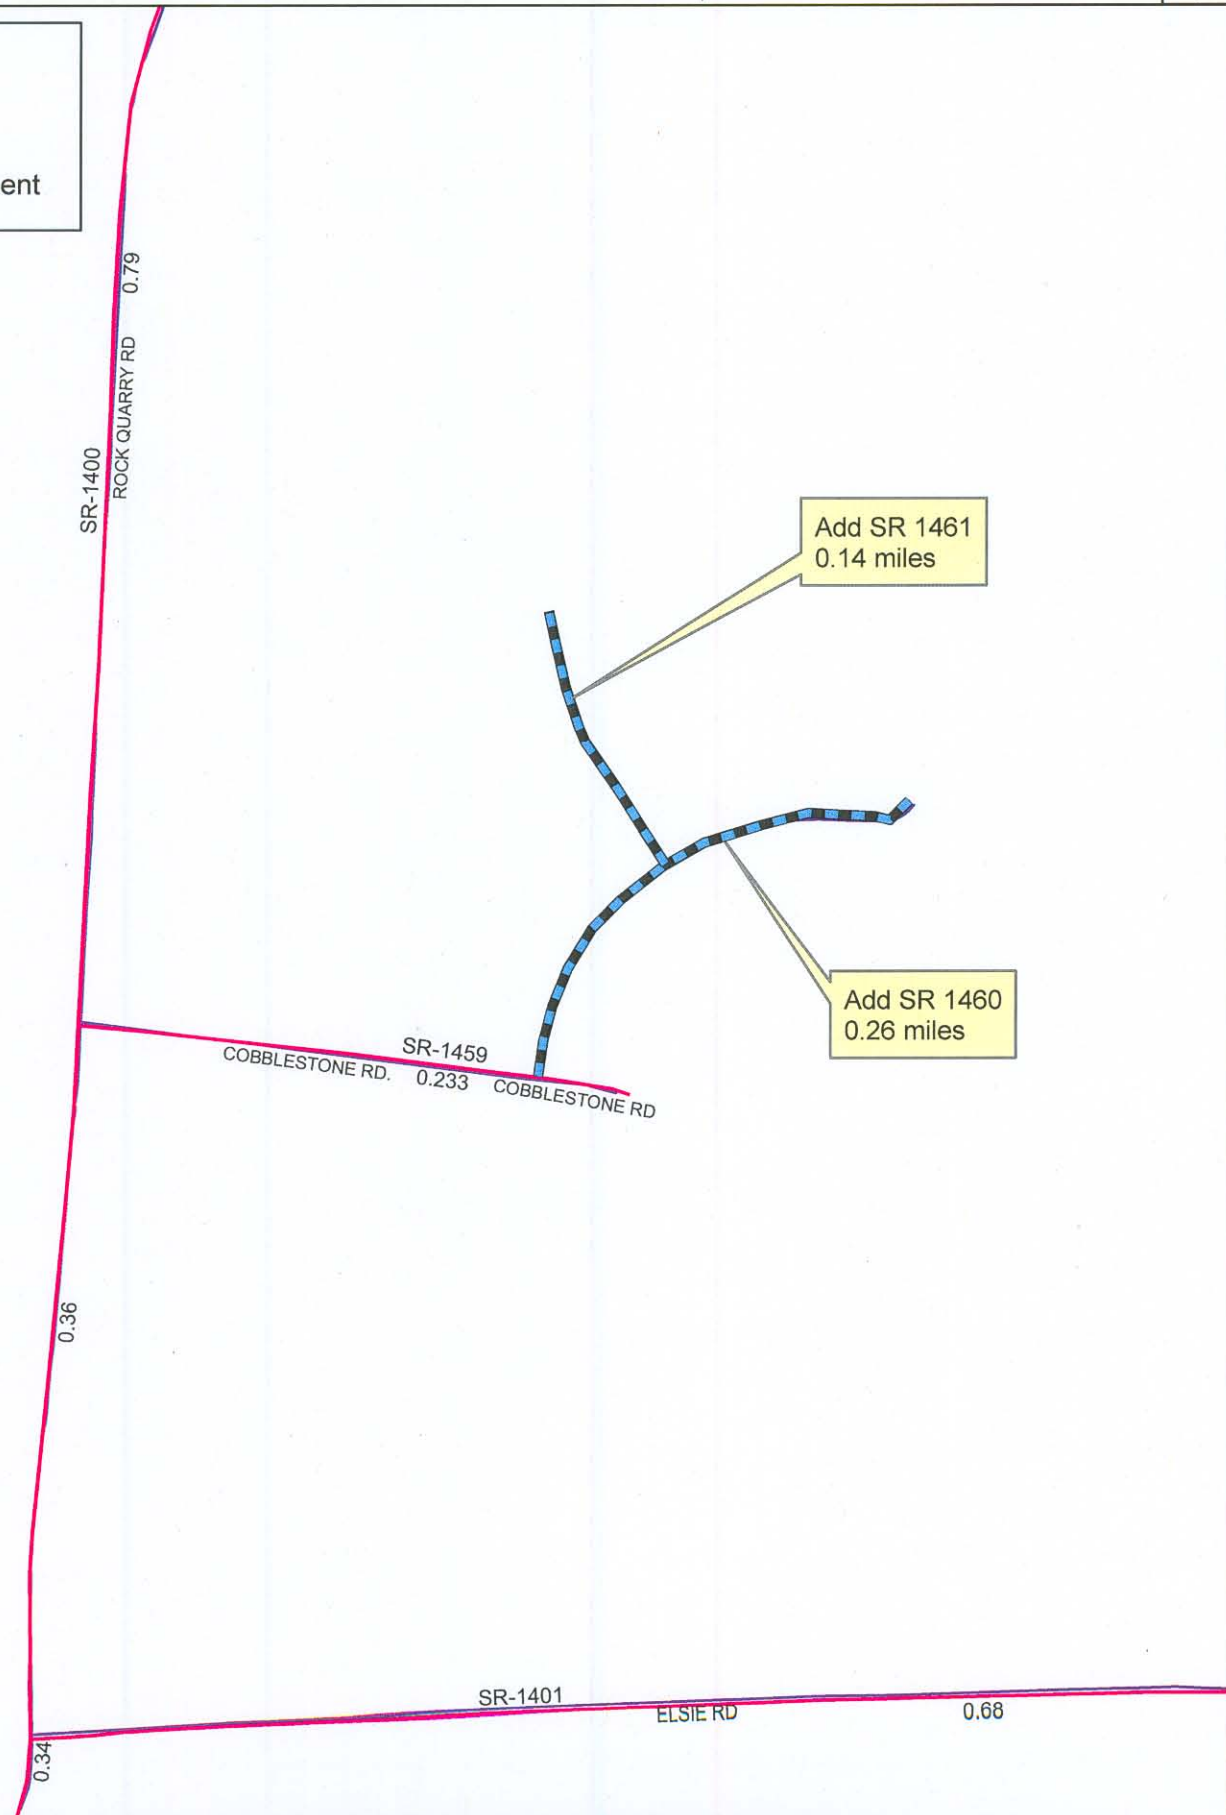 ent
0.79
ROCK QUARRY RD
SR-1400
Add SR 1461
0.14 miles
Add SR 1460
0.26 miles
SR-1459
COBBLESTONE RD.
0.233
COBBLESTONE RD
0.36
SR-1401
ELSIE RD
0.68
0.34